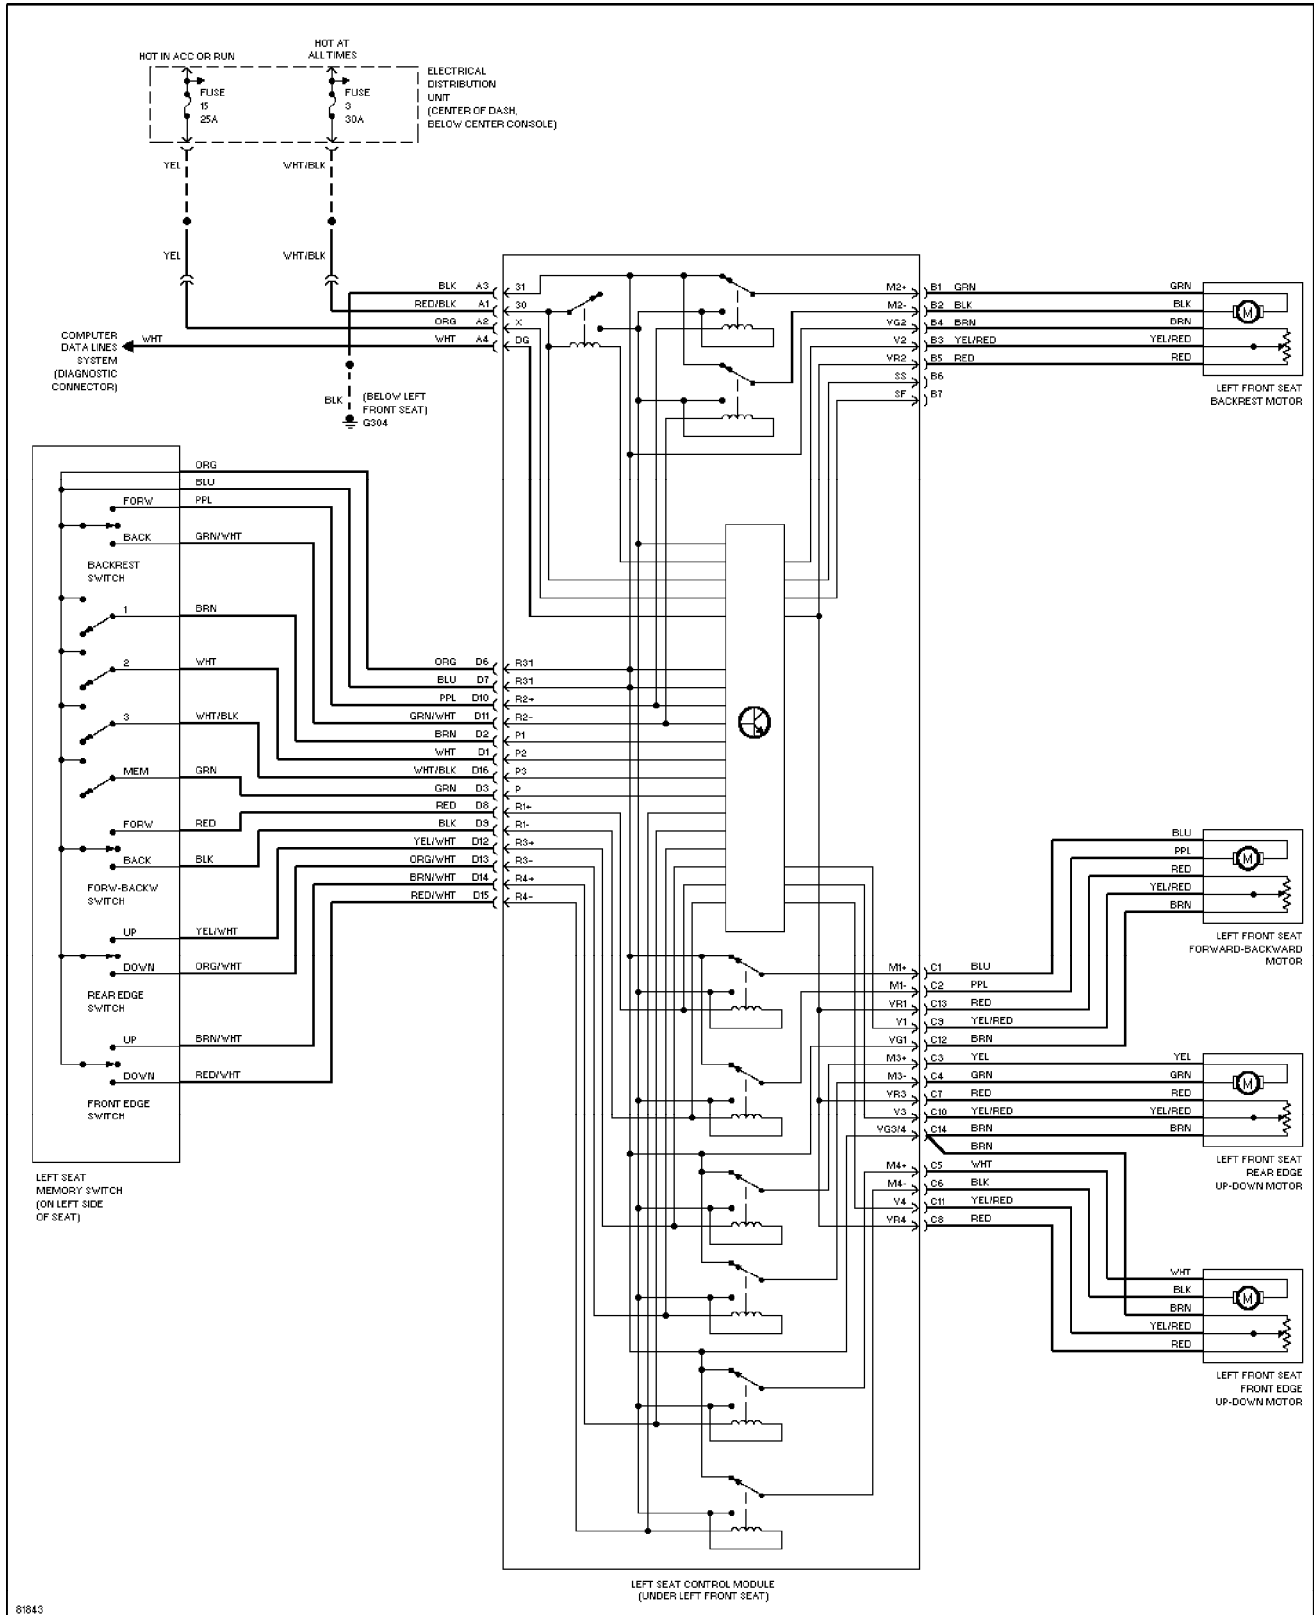 HOT IN ACC OR RUN
HOT AT
ALL TIMES
FUSE
15
25A
FUSE
3
30A
ELECTRICAL
DISTRIBUTION
UNIT
(CENTER OF DASH,
BELOW CENTER CONSOLE)
YEL
WHT/BLK
YEL
WHT/BLK
BLK A3 31
RED/BLK A1 30
ORG A2 X
WHT A4 DG
COMPUTER
DATA LINES
SYSTEM
(DIAGNOSTIC
CONNECTOR)
WHT
BLK
(BELOW LEFT
FRONT SEAT)
G304
M2+ B1 GRN GRN
M2- B2 BLK BLK
VG2 B4 BRN BRN
V2 B3 YEL/RED YEL/RED
VR2 B5 RED RED
SS B6
SF B7
M
LEFT FRONT SEAT
BACKREST MOTOR
ORG
BLU
FORW PPL
BACK GRN/WHT
BACKREST
SWITCH
1 BRN
2 WHT
3 WHT/BLK
MEM GRN
FORW RED
BACK BLK
FORW-BACKW
SWITCH
UP YEL/WHT
DOWN ORG/WHT
REAR EDGE
SWITCH
UP BRN/WHT
DOWN RED/WHT
FRONT EDGE
SWITCH
LEFT SEAT
MEMORY SWITCH
(ON LEFT SIDE
OF SEAT)
ORG D6 R31
BLU D7 R31
PPL D10 R2+
GRN/WHT D11 R2-
BRN D2 P1
WHT D1 P2
WHT/BLK D16 P3
GRN D3 P
RED D8 R1+
BLK D9 R1-
YEL/WHT D12 R3+
ORG/WHT D13 R3-
BRN/WHT D14 R4+
RED/WHT D15 R4-
BLU
PPL
RED
YEL/RED
BRN
M
LEFT FRONT SEAT
FORWARD-BACKWARD
MOTOR
M1+ C1 BLU
M1- C2 PPL
VR1 C13 RED
V1 C9 YEL/RED
VG1 C12 BRN
M3+ C3 YEL YEL
M3- C4 GRN GRN
VR3 C7 RED RED
V3 C10 YEL/RED YEL/RED
VG3/4 C14 BRN BRN
BRN
M4+ C5 WHT
M4- C6 BLK
V4 C11 YEL/RED
VR4 C8 RED
M
LEFT FRONT SEAT
REAR EDGE
UP-DOWN MOTOR
WHT
BLK
BRN
YEL/RED
RED
M
LEFT FRONT SEAT
FRONT EDGE
UP-DOWN MOTOR
LEFT SEAT CONTROL MODULE
(UNDER LEFT FRONT SEAT)
81843